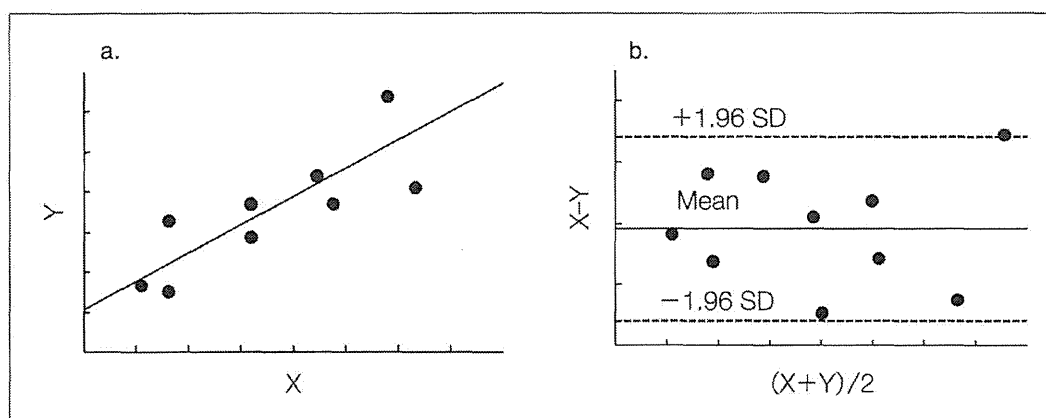 a.
Y
X
b.
+1.96 SD
Mean
−1.96 SD
X-Y
(X+Y)/2